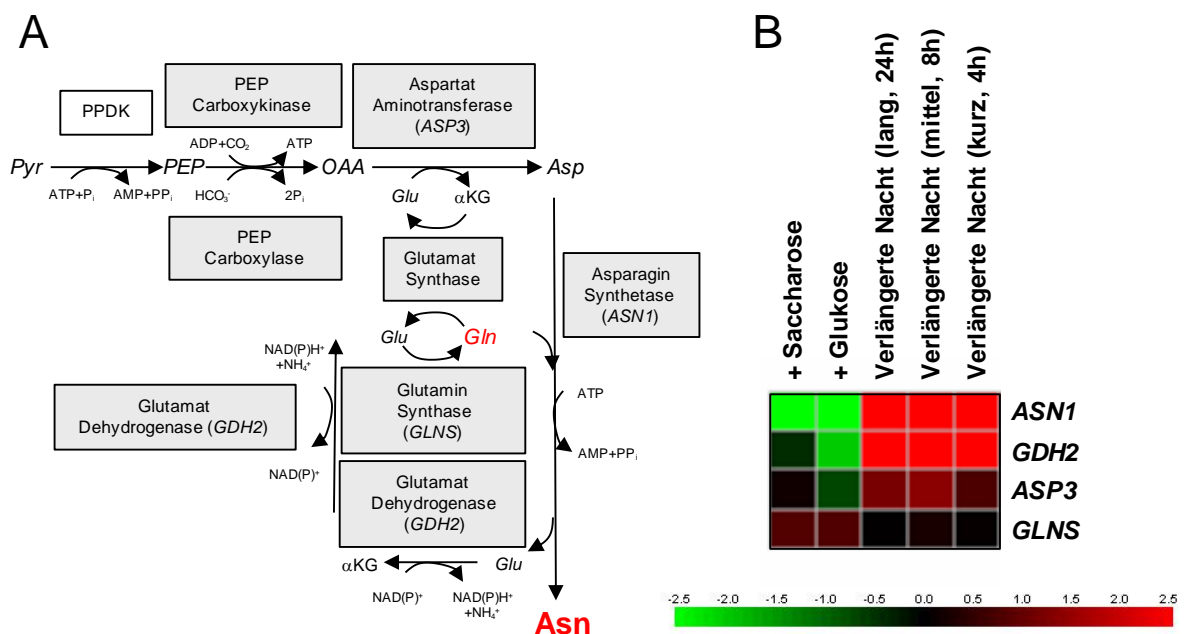 A
PPDK
PEP
Carboxykinase
Aspartat
Aminotransferase
(ASP3)
ADP+CO₂
ATP
Pyr
PEP
OAA
Asp
ATP+Pᵢ
AMP+PPᵢ
HCO₃⁻
2Pᵢ
Glu
αKG
PEP
Carboxylase
Glutamat
Synthase
Asparagin
Synthetase
(ASN1)
Glu
Gln
NAD(P)H⁺
+NH₄⁺
Glutamat
Dehydrogenase (GDH2)
Glutamin
Synthase
(GLNS)
ATP
AMP+PPᵢ
NAD(P)⁺
Glutamat
Dehydrogenase
(GDH2)
αKG
Glu
NAD(P)⁺
NAD(P)H⁺
+NH₄⁺
Asn
B
+ Saccharose
+ Glukose
Verlängerte Nacht (lang, 24h)
Verlängerte Nacht (mittel, 8h)
Verlängerte Nacht (kurz, 4h)
ASN1
GDH2
ASP3
GLNS
-2.5 -2.0 -1.5 -1.0 -0.5 0.0 0.5 1.0 1.5 2.0 2.5